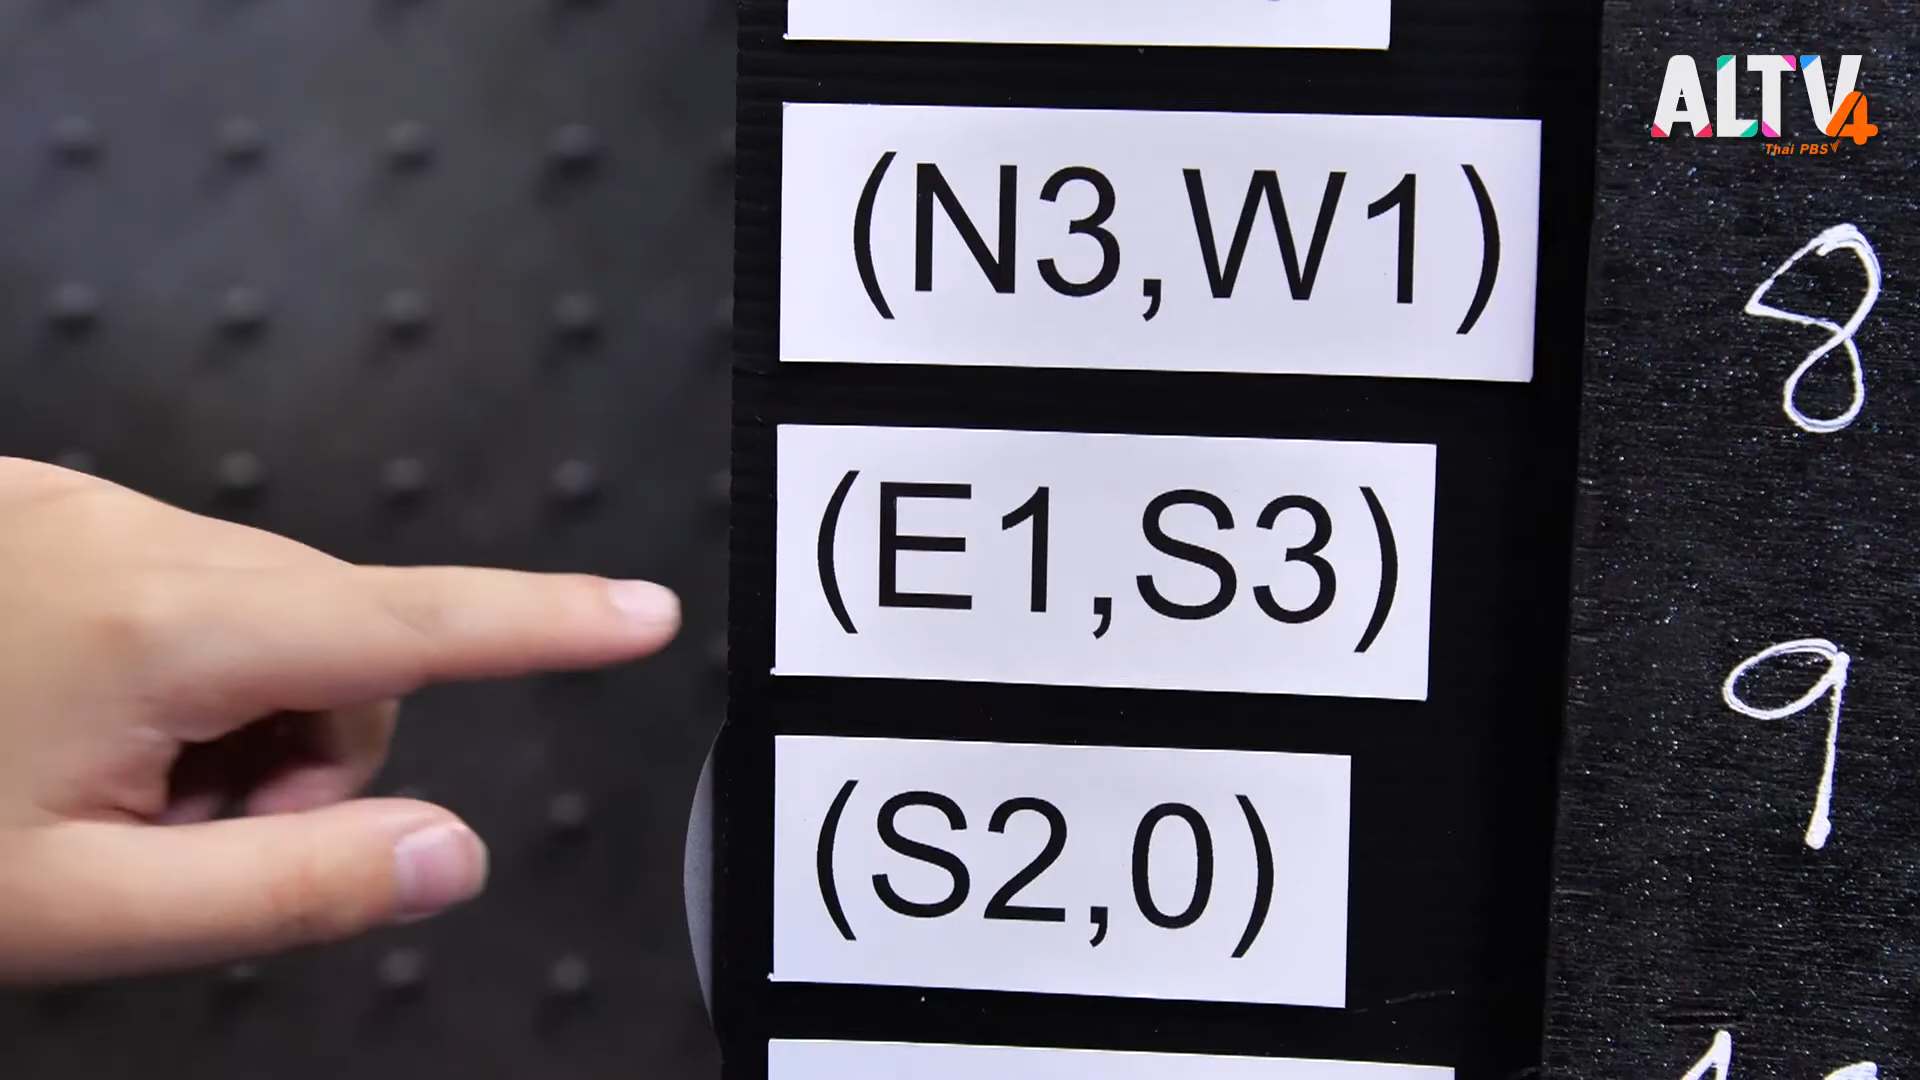 ALTV4
Thai PBS
(N3,W1)
8
(E1,S3)
9
(S2,0)